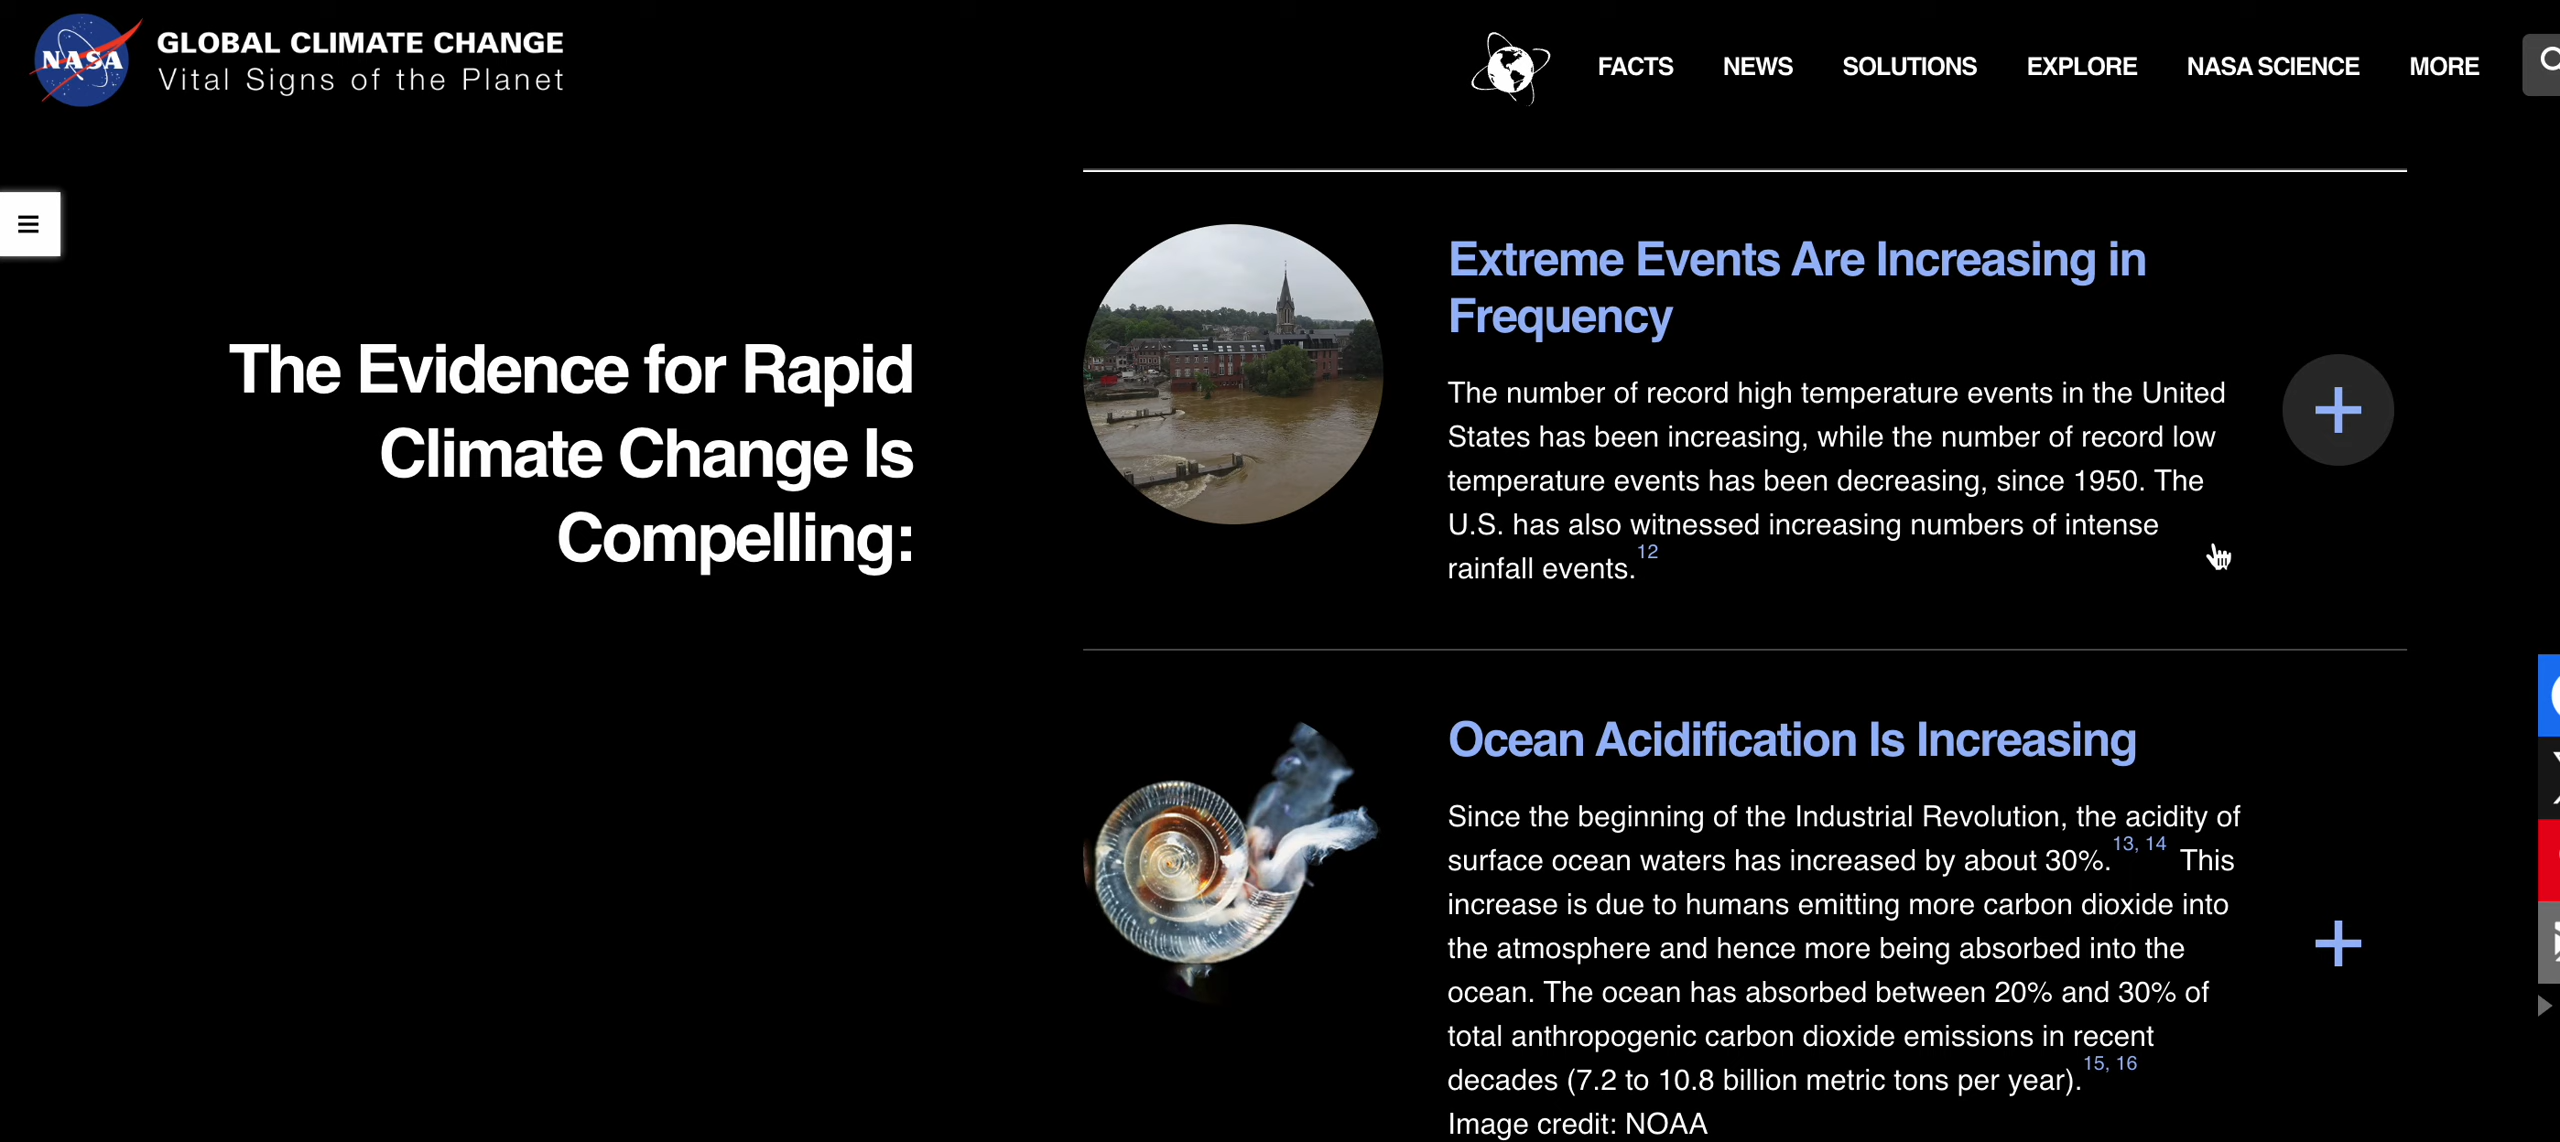 NASA
GLOBAL CLIMATE CHANGE
Vital Signs of the Planet
FACTS NEWS SOLUTIONS EXPLORE NASA SCIENCE MORE
The Evidence for Rapid
Climate Change Is
Compelling:
Extreme Events Are Increasing in
Frequency
The number of record high temperature events in the United
States has been increasing, while the number of record low
temperature events has been decreasing, since 1950. The
U.S. has also witnessed increasing numbers of intense
rainfall events. 12
Ocean Acidification Is Increasing
Since the beginning of the Industrial Revolution, the acidity of
surface ocean waters has increased by about 30%. 13, 14 This
increase is due to humans emitting more carbon dioxide into
the atmosphere and hence more being absorbed into the
ocean. The ocean has absorbed between 20% and 30% of
total anthropogenic carbon dioxide emissions in recent
decades (7.2 to 10.8 billion metric tons per year). 15, 16
Image credit: NOAA